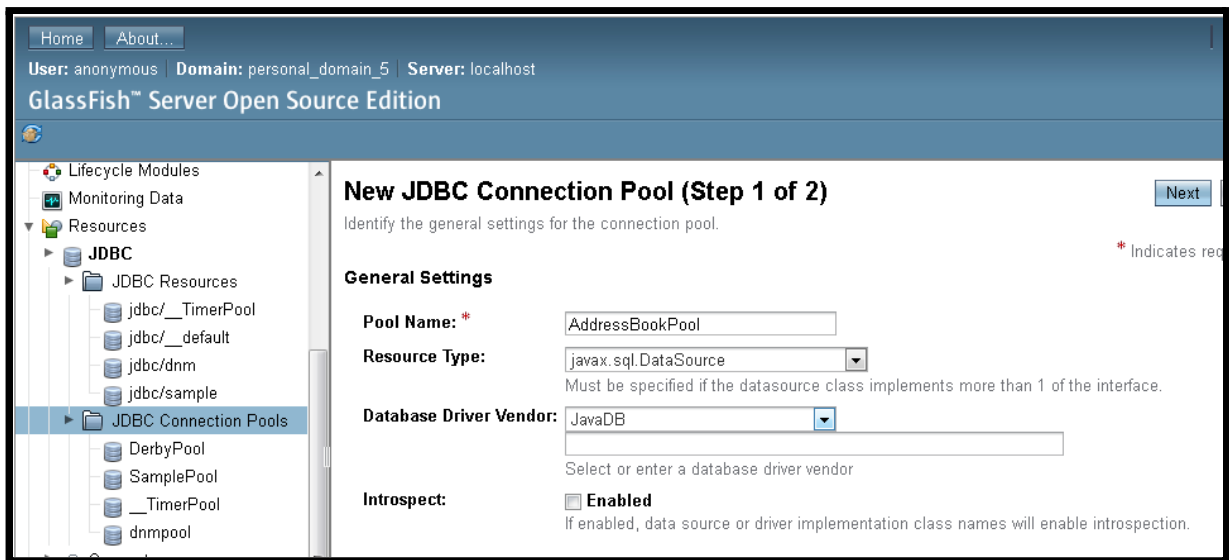 Home About...
User: anonymous Domain: personal_domain_5 Server: localhost
GlassFish™ Server Open Source Edition
Lifecycle Modules
Monitoring Data
Resources
JDBC
JDBC Resources
jdbc/__TimerPool
jdbc/__default
jdbc/dnm
jdbc/sample
JDBC Connection Pools
DerbyPool
SamplePool
__TimerPool
dnmpool
New JDBC Connection Pool (Step 1 of 2)
Next
Identify the general settings for the connection pool.
* Indicates req
General Settings
Pool Name: * AddressBookPool
Resource Type: javax.sql.DataSource
Must be specified if the datasource class implements more than 1 of the interface.
Database Driver Vendor: JavaDB
Select or enter a database driver vendor
Introspect: Enabled
If enabled, data source or driver implementation class names will enable introspection.